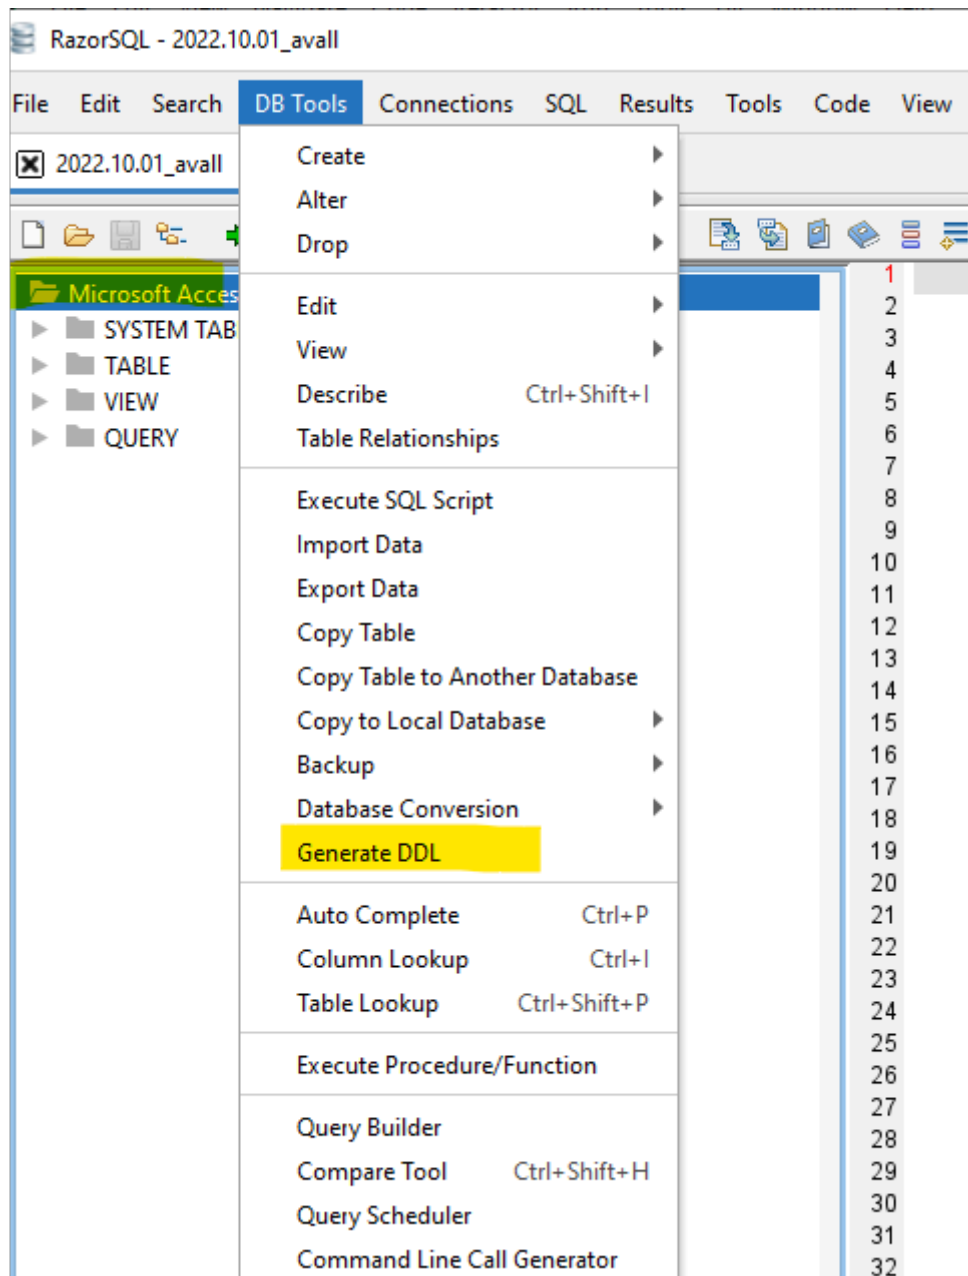 RazorSQL - 2022.10.01_avall
File Edit Search DB Tools Connections SQL Results Tools Code View
2022.10.01_avall
Create
Alter
Drop
Microsoft Acces
SYSTEM TAB
TABLE
VIEW
QUERY
Edit
View
Describe Ctrl+Shift+I
Table Relationships
Execute SQL Script
Import Data
Export Data
Copy Table
Copy Table to Another Database
Copy to Local Database
Backup
Database Conversion
Generate DDL
Auto Complete Ctrl+P
Column Lookup Ctrl+I
Table Lookup Ctrl+Shift+P
Execute Procedure/Function
Query Builder
Compare Tool Ctrl+Shift+H
Query Scheduler
Command Line Call Generator
1
2
3
4
5
6
7
8
9
10
11
12
13
14
15
16
17
18
19
20
21
22
23
24
25
26
27
28
29
30
31
32